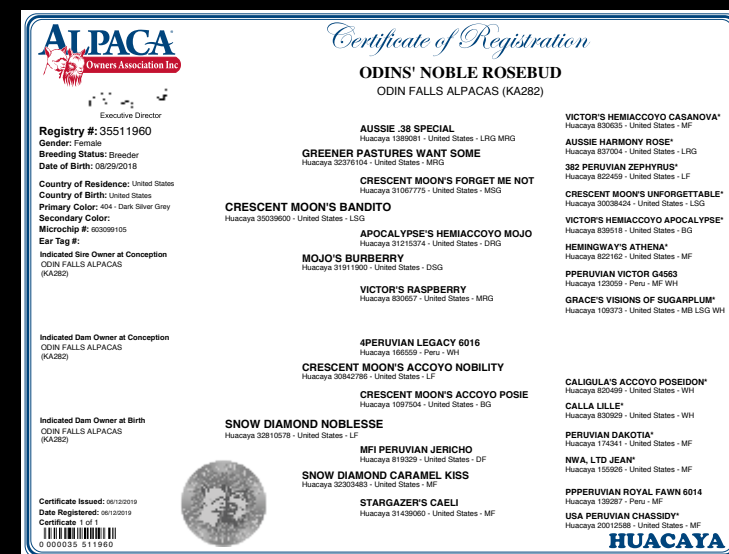 ALPACA
Owners Association Inc
Certificate of Registration
ODINS' NOBLE ROSEBUD
ODIN FALLS ALPACAS (KA282)
Executive Director
Registry #: 35511960
Gender: Female
Breeding Status: Breeder
Date of Birth: 08/29/2018
Country of Residence: United States
Country of Birth: United States
Primary Color: 404 - Dark Silver Grey
Secondary Color:
Microchip #: 603099105
Ear Tag #:
Indicated Sire Owner at Conception
ODIN FALLS ALPACAS
(KA282)
Indicated Dam Owner at Conception
ODIN FALLS ALPACAS
(KA282)
Indicated Dam Owner at Birth
ODIN FALLS ALPACAS
(KA282)
Certificate Issued: 06/12/2019
Date Registered: 06/12/2019
Certificate 1 of 1
0 000035 511960
CRESCENT MOON'S BANDITO
Huacaya 35039600 - United States - LSG
SNOW DIAMOND NOBLESSE
Huacaya 32810578 - United States - LF
GREENER PASTURES WANT SOME
Huacaya 32376104 - United States - MRG
MOJO'S BURBERRY
Huacaya 31911900 - United States - DSG
CRESCENT MOON'S ACCOYO NOBILITY
Huacaya 30842786 - United States - LF
SNOW DIAMOND CARAMEL KISS
Huacaya 32303483 - United States - MF
AUSSIE .38 SPECIAL
Huacaya 1389081 - United States - LRG MRG
CRESCENT MOON'S FORGET ME NOT
Huacaya 31067775 - United States - MSG
APOCALYPSE'S HEMIACCOYO MOJO
Huacaya 31215374 - United States - DRG
VICTOR'S RASPBERRY
Huacaya 830657 - United States - MRG
4PERUVIAN LEGACY 6016
Huacaya 166559 - Peru - WH
CRESCENT MOON'S ACCOYO POSIE
Huacaya 1097504 - United States - BG
MFI PERUVIAN JERICHO
Huacaya 819329 - United States - DF
STARGAZER'S CAELI
Huacaya 31439060 - United States - MF
VICTOR'S HEMIACCOYO CASANOVA*
Huacaya 830635 - United States - MF
AUSSIE HARMONY ROSE*
Huacaya 837004 - United States - LRG
382 PERUVIAN ZEPHYRUS*
Huacaya 822459 - United States - LF
CRESCENT MOON'S UNFORGETTABLE*
Huacaya 30038424 - United States - LSG
VICTOR'S HEMIACCOYO APOCALYPSE*
Huacaya 839518 - United States - BG
HEMINGWAY'S ATHENA*
Huacaya 822162 - United States - MF
PPERUVIAN VICTOR G4563
Huacaya 123059 - Peru - MF WH
GRACE'S VISIONS OF SUGARPLUM*
Huacaya 109373 - United States - MB LSG WH
CALIGULA'S ACCOYO POSEIDON*
Huacaya 820499 - United States - WH
CALLA LILLE*
Huacaya 830929 - United States - WH
PERUVIAN DAKOTIA*
Huacaya 174341 - United States - MF
NWA, LTD JEAN*
Huacaya 155926 - United States - MF
PPPERUVIAN ROYAL FAWN 6014
Huacaya 139287 - Peru - MF
USA PERUVIAN CHASSIDY*
Huacaya 20012588 - United States - MF
HUACAYA